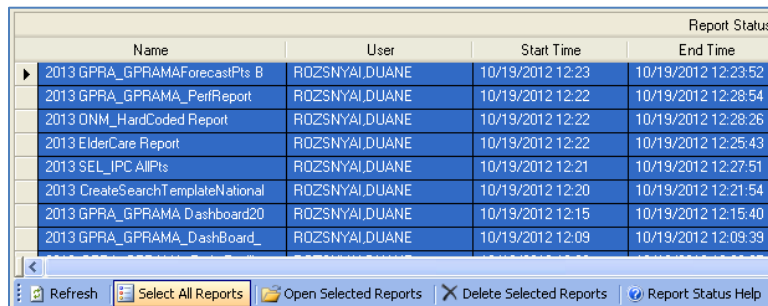 Report Status
Name User Start Time End Time
2013 GPRA_GPRAMAForecastPts B ROZSNYAI,DUANE 10/19/2012 12:23 10/19/2012 12:23:52
2013 GPRA_GPRAMA_PerfReport ROZSNYAI,DUANE 10/19/2012 12:22 10/19/2012 12:28:54
2013 ONM_HardCoded Report ROZSNYAI,DUANE 10/19/2012 12:22 10/19/2012 12:28:26
2013 ElderCare Report ROZSNYAI,DUANE 10/19/2012 12:22 10/19/2012 12:25:43
2013 SEL_IPC AllPts ROZSNYAI,DUANE 10/19/2012 12:21 10/19/2012 12:27:51
2013 CreateSearchTemplateNational ROZSNYAI,DUANE 10/19/2012 12:20 10/19/2012 12:21:54
2013 GPRA_GPRAMA Dashboard20 ROZSNYAI,DUANE 10/19/2012 12:15 10/19/2012 12:15:40
2013 GPRA_GPRAMA_DashBoard_ ROZSNYAI,DUANE 10/19/2012 12:09 10/19/2012 12:09:39
Refresh Select All Reports Open Selected Reports Delete Selected Reports Report Status Help